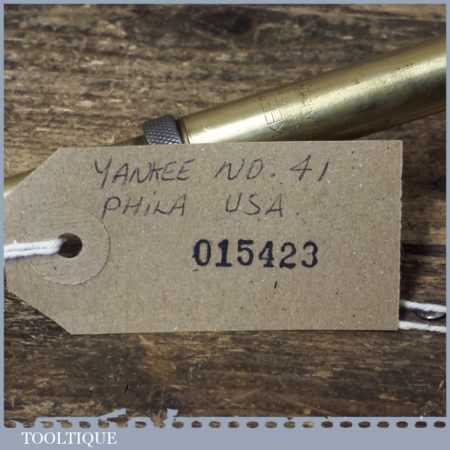 YANKEE NO. 41
PHILA USA
015423
TOOLTIQUE